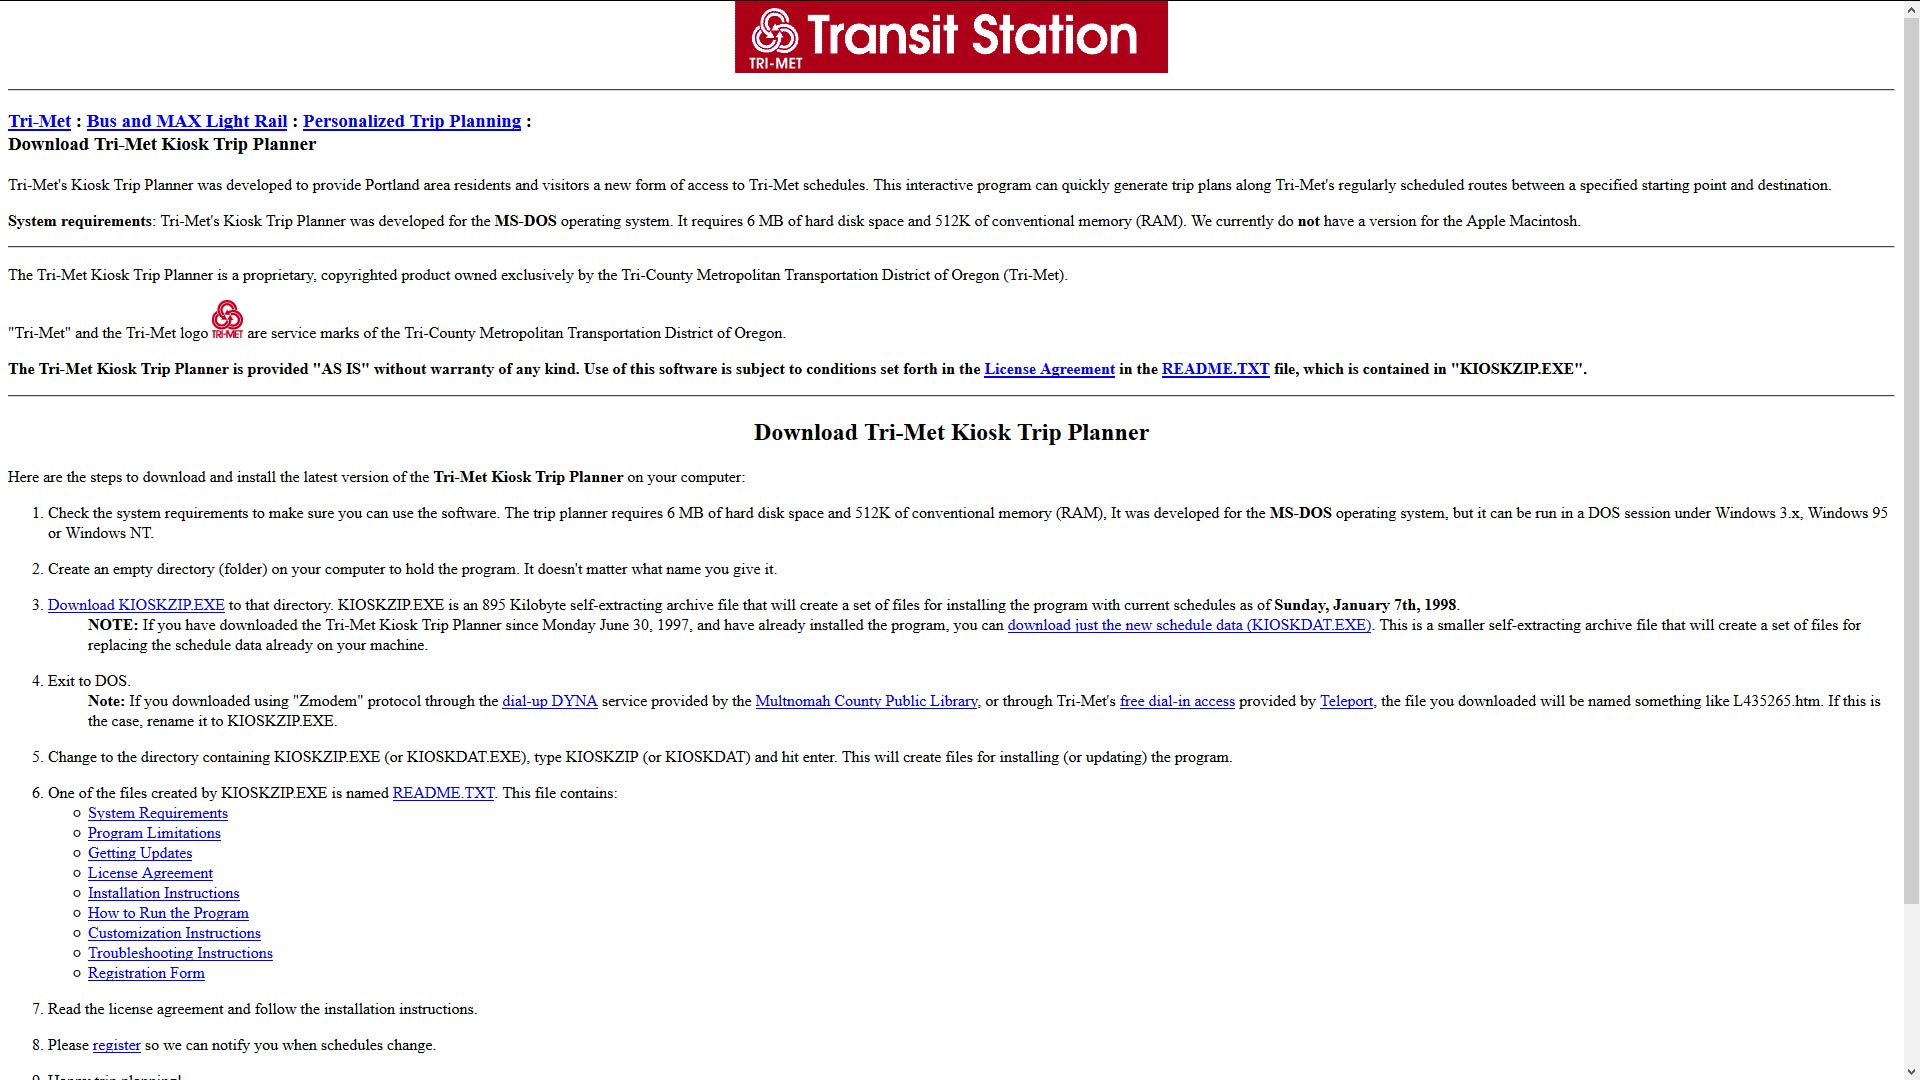 TRI-MET Transit Station
Tri-Met : Bus and MAX Light Rail : Personalized Trip Planning :
Download Tri-Met Kiosk Trip Planner
Tri-Met's Kiosk Trip Planner was developed to provide Portland area residents and visitors a new form of access to Tri-Met schedules. This interactive program can quickly generate trip plans along Tri-Met's regularly scheduled routes between a specified starting point and destination.
System requirements: Tri-Met's Kiosk Trip Planner was developed for the MS-DOS operating system. It requires 6 MB of hard disk space and 512K of conventional memory (RAM). We currently do not have a version for the Apple Macintosh.
The Tri-Met Kiosk Trip Planner is a proprietary, copyrighted product owned exclusively by the Tri-County Metropolitan Transportation District of Oregon (Tri-Met).
"Tri-Met" and the Tri-Met logo TRI-MET are service marks of the Tri-County Metropolitan Transportation District of Oregon.
The Tri-Met Kiosk Trip Planner is provided "AS IS" without warranty of any kind. Use of this software is subject to conditions set forth in the License Agreement in the README.TXT file, which is contained in "KIOSKZIP.EXE".
Download Tri-Met Kiosk Trip Planner
Here are the steps to download and install the latest version of the Tri-Met Kiosk Trip Planner on your computer:
1. Check the system requirements to make sure you can use the software. The trip planner requires 6 MB of hard disk space and 512K of conventional memory (RAM), It was developed for the MS-DOS operating system, but it can be run in a DOS session under Windows 3.x, Windows 95
or Windows NT.
2. Create an empty directory (folder) on your computer to hold the program. It doesn't matter what name you give it.
3. Download KIOSKZIP.EXE to that directory. KIOSKZIP.EXE is an 895 Kilobyte self-extracting archive file that will create a set of files for installing the program with current schedules as of Sunday, January 7th, 1998.
NOTE: If you have downloaded the Tri-Met Kiosk Trip Planner since Monday June 30, 1997, and have already installed the program, you can download just the new schedule data (KIOSKDAT.EXE). This is a smaller self-extracting archive file that will create a set of files for
replacing the schedule data already on your machine.
4. Exit to DOS.
Note: If you downloaded using "Zmodem" protocol through the dial-up DYNA service provided by the Multnomah County Public Library, or through Tri-Met's free dial-in access provided by Teleport, the file you downloaded will be named something like L435265.htm. If this is
the case, rename it to KIOSKZIP.EXE.
5. Change to the directory containing KIOSKZIP.EXE (or KIOSKDAT.EXE), type KIOSKZIP (or KIOSKDAT) and hit enter. This will create files for installing (or updating) the program.
6. One of the files created by KIOSKZIP.EXE is named README.TXT. This file contains:
System Requirements
Program Limitations
Getting Updates
License Agreement
Installation Instructions
How to Run the Program
Customization Instructions
Troubleshooting Instructions
Registration Form
7. Read the license agreement and follow the installation instructions.
8. Please register so we can notify you when schedules change.
9. Happy trip planning!